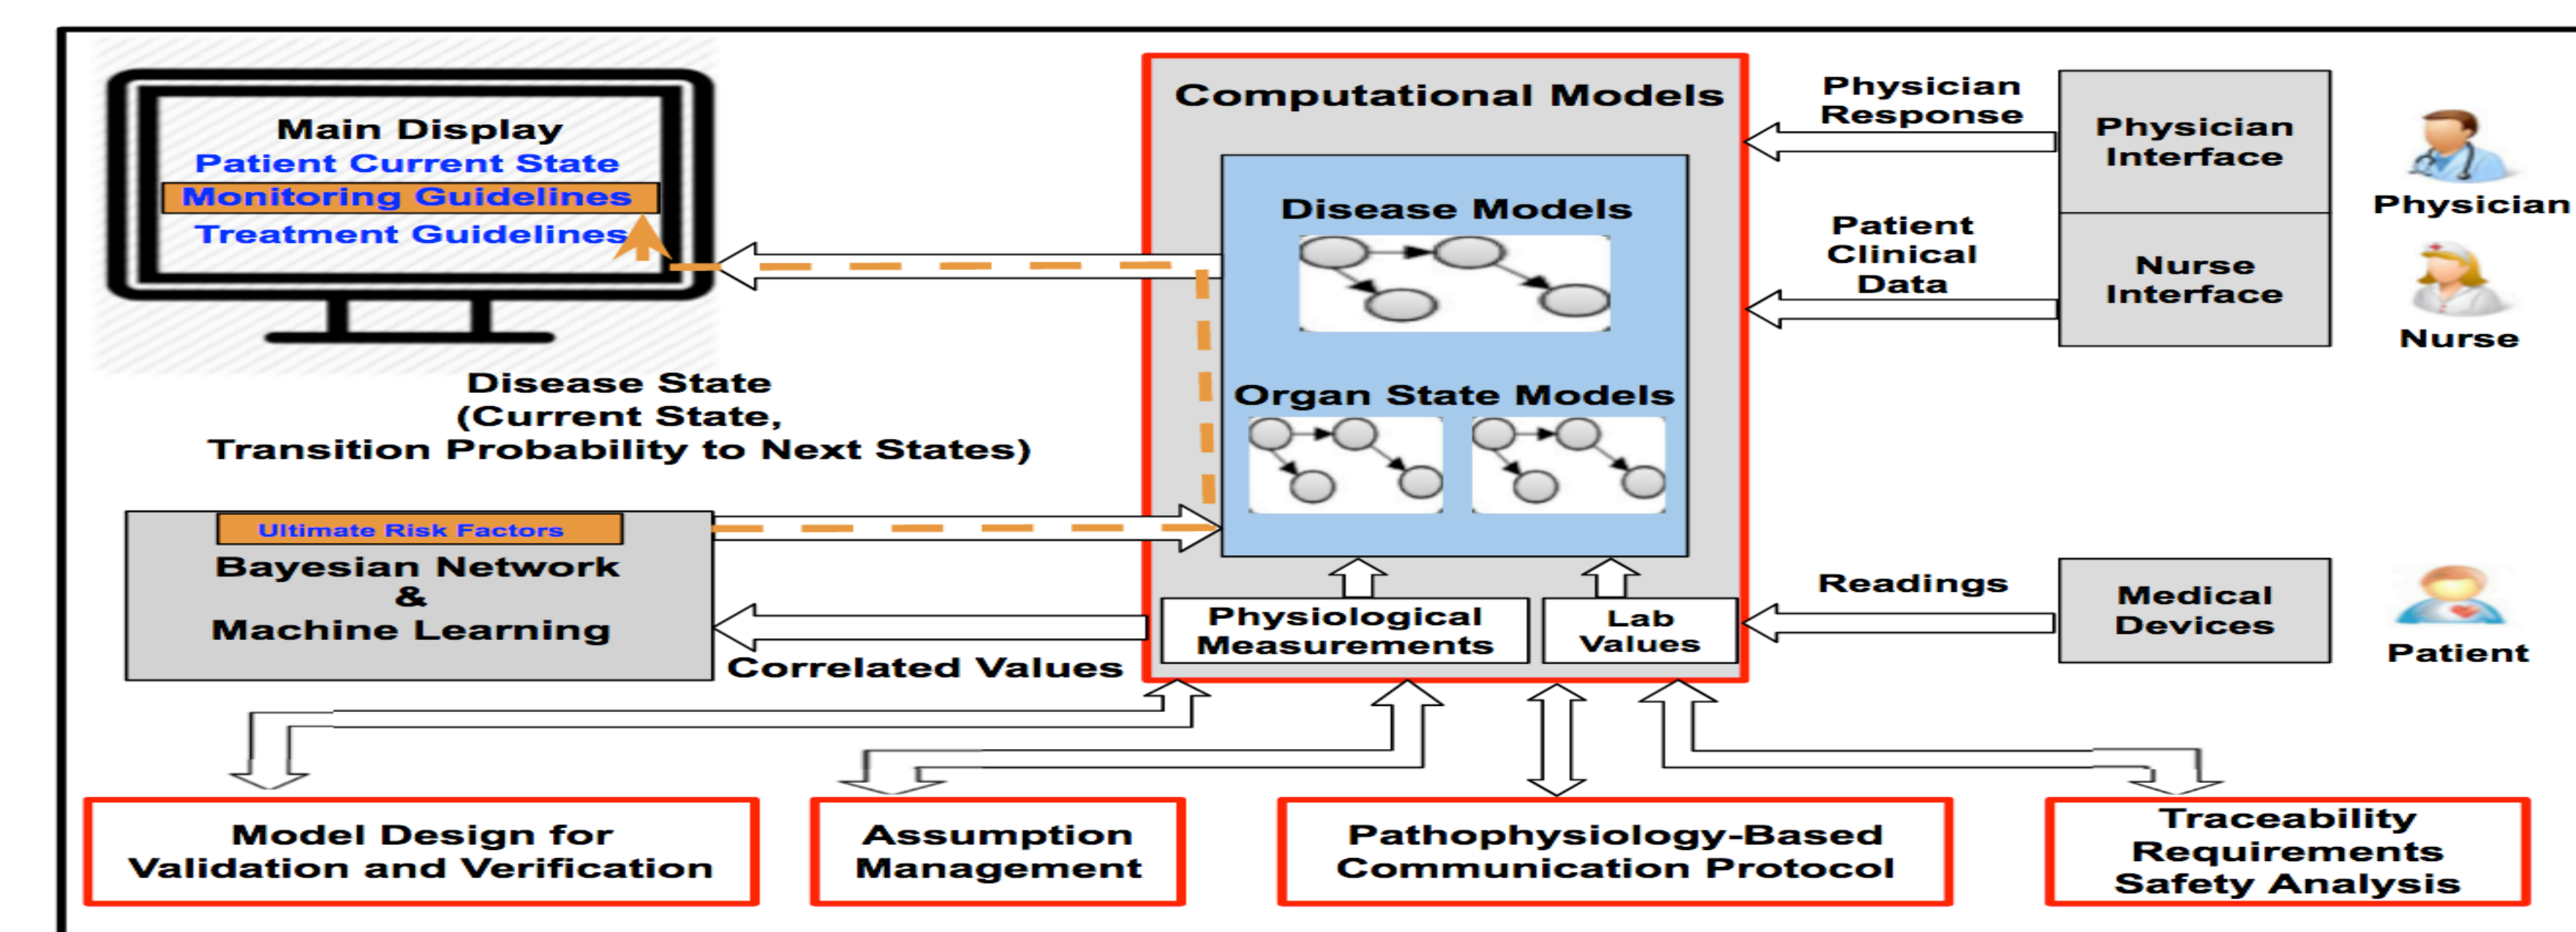 Main Display
Patient Current State
Monitoring Guidelines
Treatment Guidelines
Disease State
(Current State,
Transition Probability to Next States)
Ultimate Risk Factors
Bayesian Network
&
Machine Learning
Correlated Values
Computational Models
Disease Models
Organ State Models
Physiological
Measurements
Lab
Values
Physician
Response
Patient
Clinical
Data
Readings
Physician
Interface
Nurse
Interface
Medical
Devices
Physician
Nurse
Patient
Model Design for
Validation and Verification
Assumption
Management
Pathophysiology-Based
Communication Protocol
Traceability
Requirements
Safety Analysis